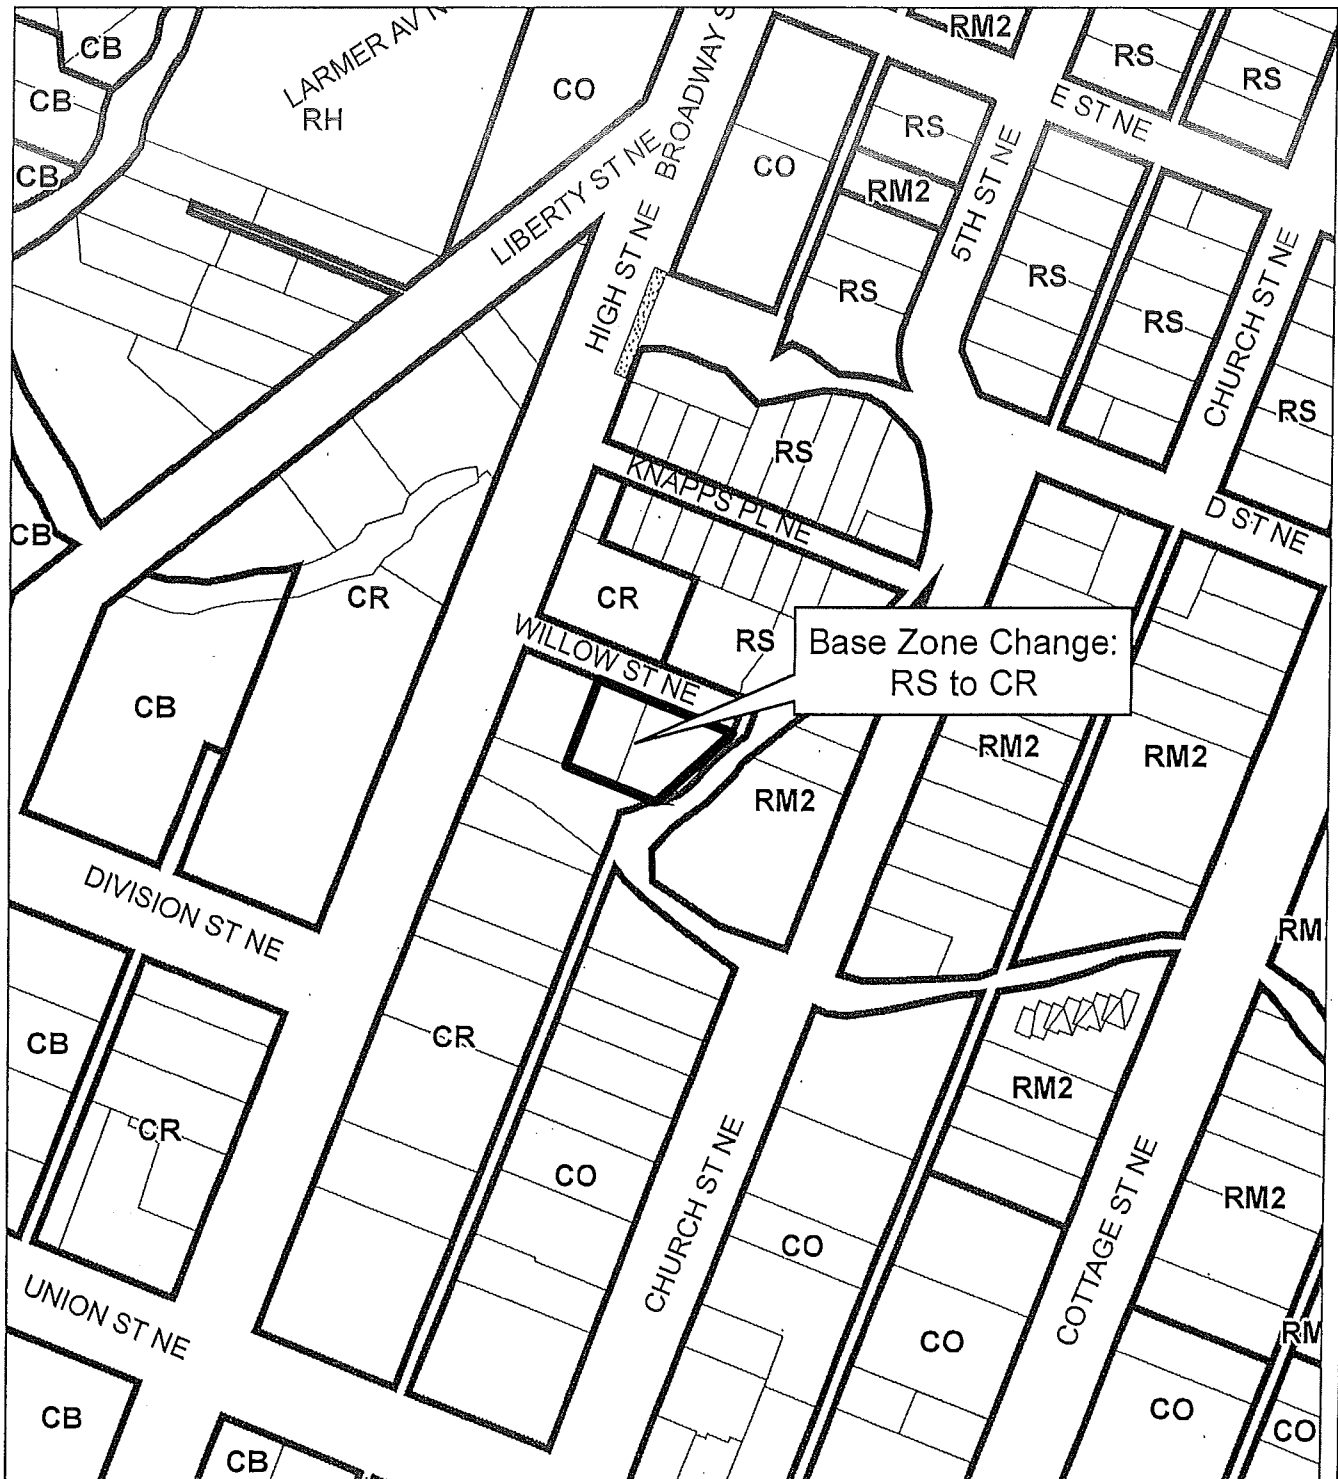 CB
LARMER AV N
CO
BROADWAY S
RM2
RS
RS
CB
RH
E ST NE
RS
CO
CB
LIBERTY ST NE
RM2
5TH ST NE
HIGH ST NE
RS
RS
RS
CHURCH ST NE
RS
RS
KNAPPS PL NE
D ST NE
CB
CR
CR
WILLOW ST NE
RS
Base Zone Change:
RS to CR
CB
RM2
RM2
RM2
DIVISION ST NE
RM
CB
CR
CR
RM2
CO
CHURCH ST NE
CO
COTTAGE ST NE
RM2
UNION ST NE
CO
RM
CB
CO
CO
CB